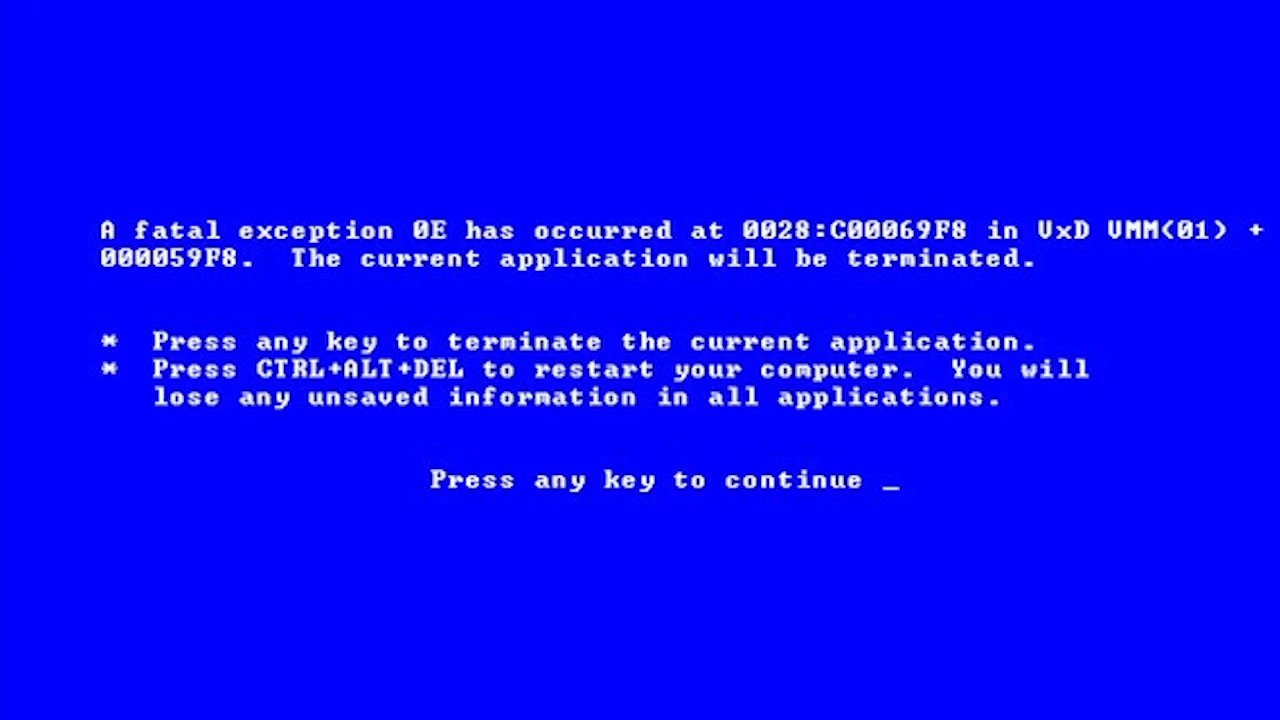 A fatal exception 0E has occurred at 0028:C00069F8 in VxD VMM(01) +
000059F8.  The current application will be terminated.
*  Press any key to terminate the current application.
*  Press CTRL+ALT+DEL to restart your computer.  You will
lose any unsaved information in all applications.
Press any key to continue _